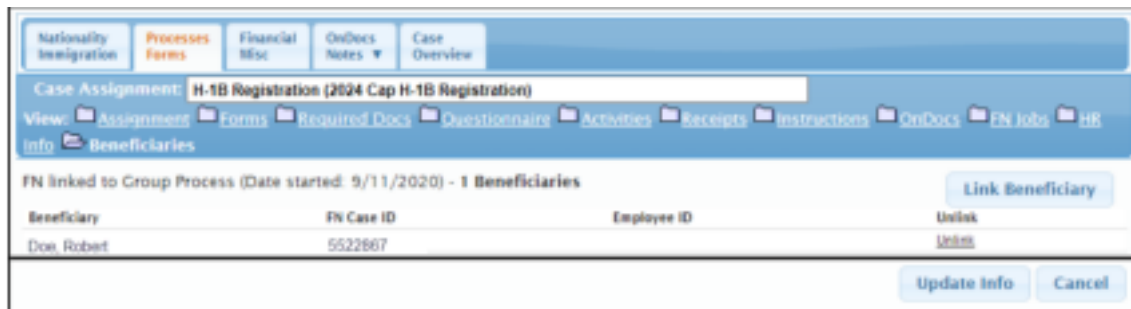 Nationality Immigration
Processes Forms
Financial Misc
OnDocs Notes ▼
Case Overview
Case Assignment: H-1B Registration (2024 Cap H-1B Registration)
View: Assignment Forms Required Docs Questionnaire Activities Receipts Instructions OnDocs FN Jobs HR
Info Beneficiaries
FN linked to Group Process (Date started: 9/11/2020) - 1 Beneficiaries
Link Beneficiary
Beneficiary FN Case ID Employee ID Unlink
Doe, Robert 5522867 Unlink
Update Info Cancel